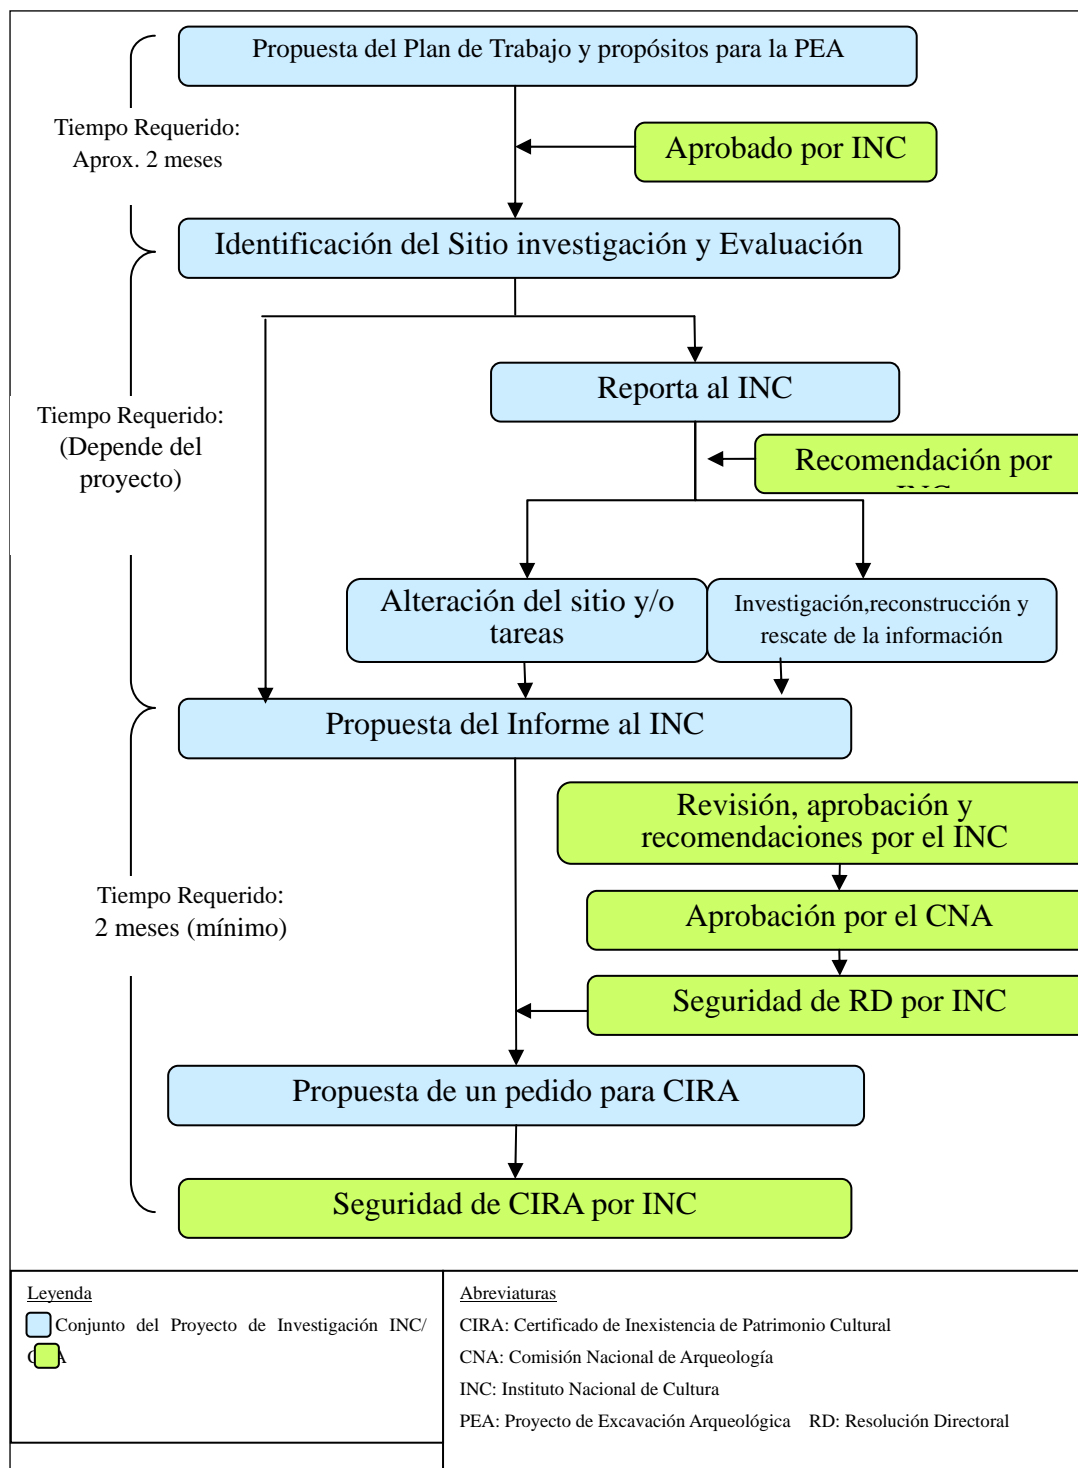 Propuesta del Plan de Trabajo y propósitos para la PEA
Tiempo Requerido:
Aprox. 2 meses
Aprobado por INC
Identificación del Sitio investigación y Evaluación
Reporta al INC
Tiempo Requerido:
(Depende del
proyecto)
Recomendación por
INC
Alteración del sitio y/o
tareas
Investigación,reconstrucción y
rescate de la información
Propuesta del Informe al INC
Revisión, aprobación y
recomendaciones por el INC
Tiempo Requerido:
2 meses (mínimo)
Aprobación por el CNA
Seguridad de RD por INC
Propuesta de un pedido para CIRA
Seguridad de CIRA por INC
Leyenda
Conjunto del Proyecto de Investigación INC/
Abreviaturas
CIRA: Certificado de Inexistencia de Patrimonio Cultural
CNA: Comisión Nacional de Arqueología
INC: Instituto Nacional de Cultura
PEA: Proyecto de Excavación Arqueológica RD: Resolución Directoral